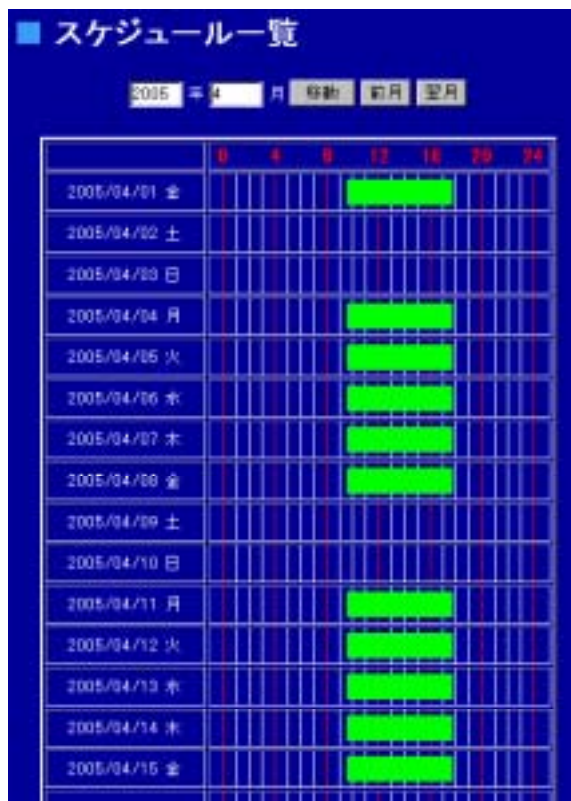 ■ スケジュール一覧
2005 年 4 月 移動 前月 翌月
0 4 8 12 16 20 24
2005/04/01 金
2005/04/02 土
2005/04/03 日
2005/04/04 月
2005/04/05 火
2005/04/06 水
2005/04/07 木
2005/04/08 金
2005/04/09 土
2005/04/10 日
2005/04/11 月
2005/04/12 火
2005/04/13 水
2005/04/14 木
2005/04/15 金